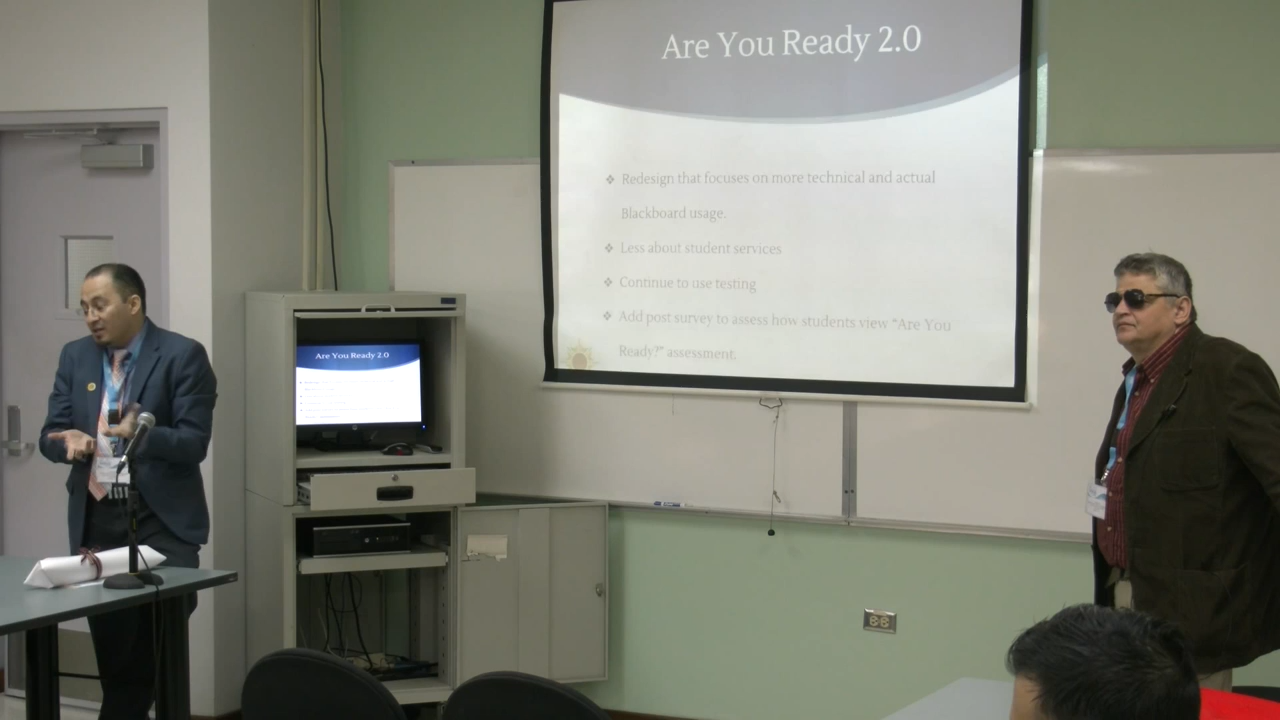 Are You Ready 2.0
❖ Redesign that focuses on more technical and actual
Blackboard usage.
❖ Less about student services
❖ Continue to use testing
❖ Add post survey to assess how students view “Are You
Ready?” assessment.
Are You Ready 2.0